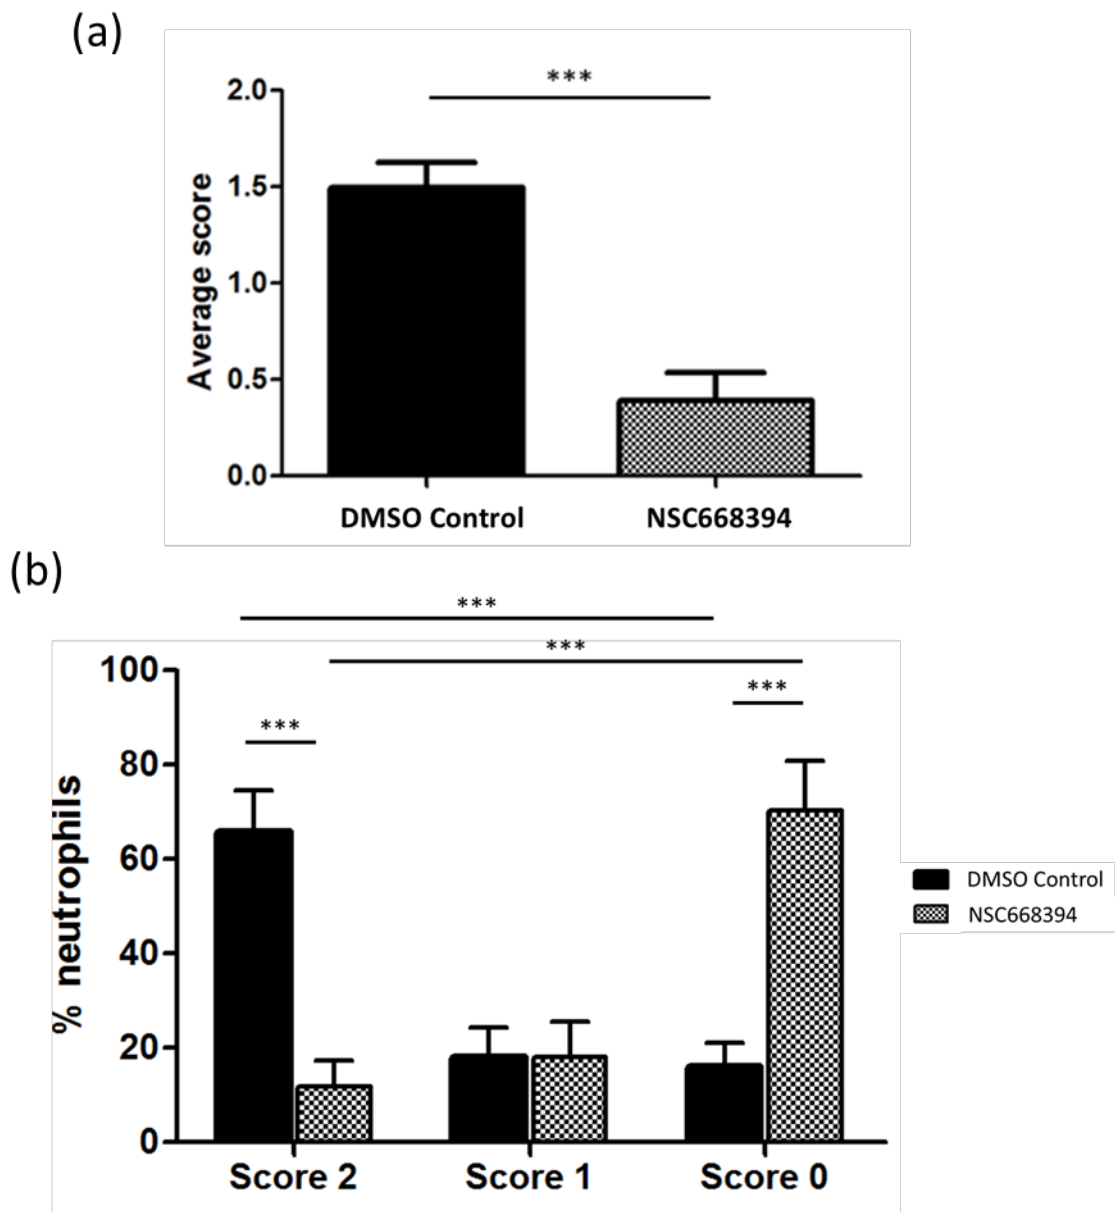 (a)
***
2.0
1.5
1.0
0.5
0.0
Average score
DMSO Control NSC668394
(b)
***
***
***
***
100
80
60
40
20
0
% neutrophils
Score 2 Score 1 Score 0
DMSO Control
NSC668394